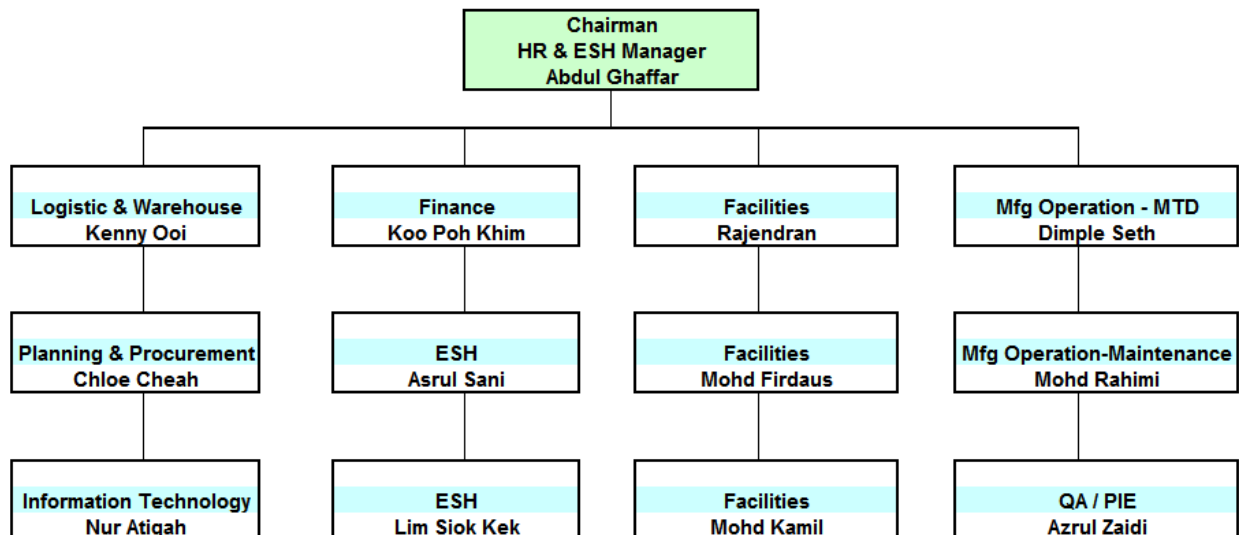 Chairman
HR & ESH Manager
Abdul Ghaffar
Logistic & Warehouse
Kenny Ooi
Finance
Koo Poh Khim
Facilities
Rajendran
Mfg Operation - MTD
Dimple Seth
Planning & Procurement
Chloe Cheah
ESH
Asrul Sani
Facilities
Mohd Firdaus
Mfg Operation-Maintenance
Mohd Rahimi
Information Technology
Nur Atiqah
ESH
Lim Siok Kek
Facilities
Mohd Kamil
QA / PIE
Azrul Zaidi